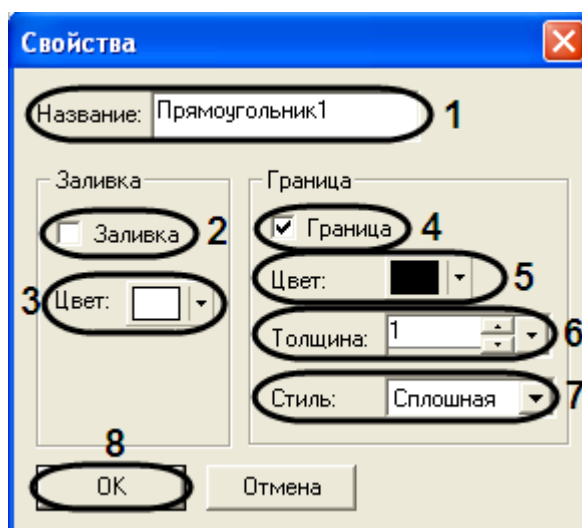 Свойства
Название: Прямоугольник1 1
Заливка
Заливка 2
3 Цвет:
Граница
Граница 4
Цвет: 5
Толщина: 1 6
Стиль: Сплошная 7
8
OK Отмена